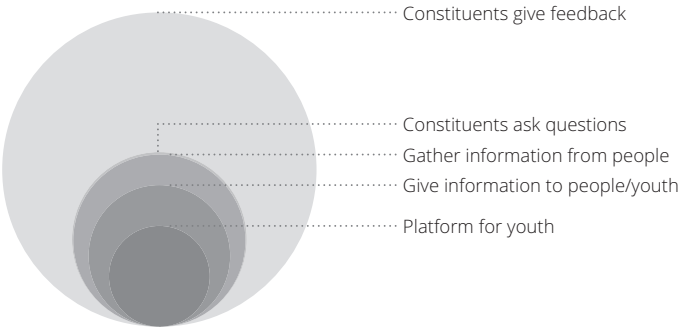 Constituents give feedback
Constituents ask questions
Gather information from people
Give information to people/youth
Platform for youth